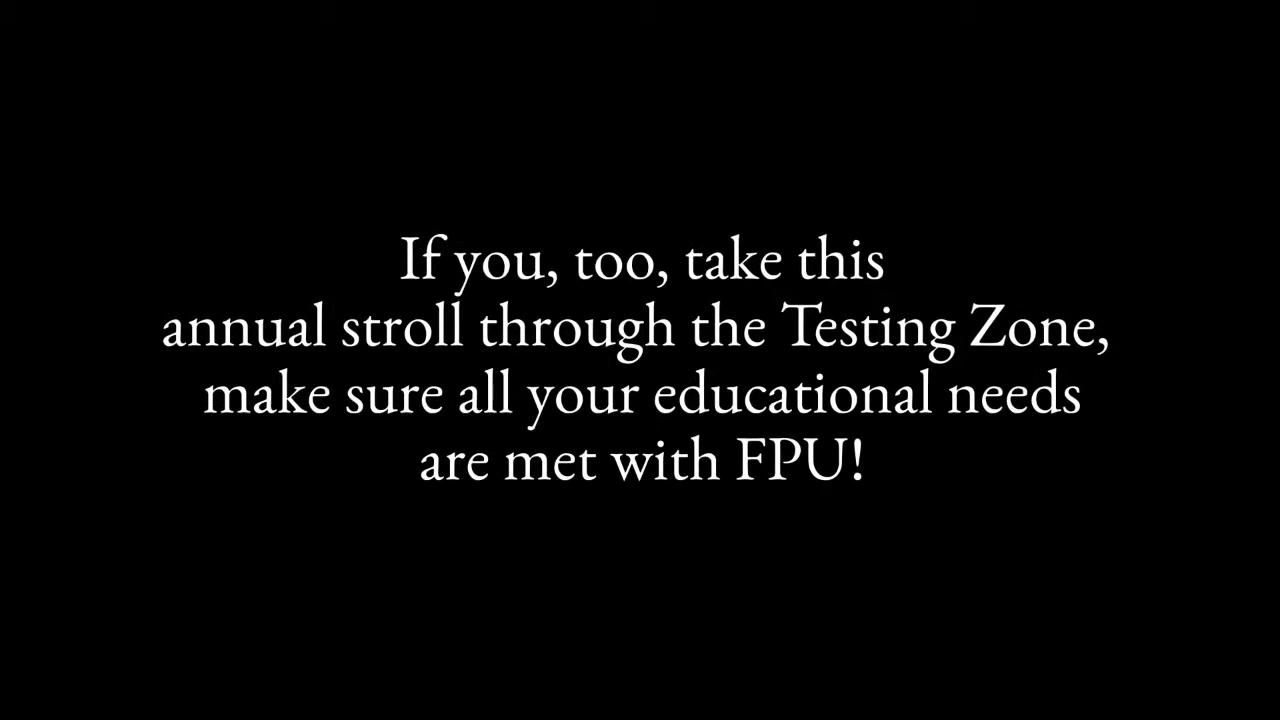 If you, too, take this
annual stroll through the Testing Zone,
make sure all your educational needs
are met with FPU!